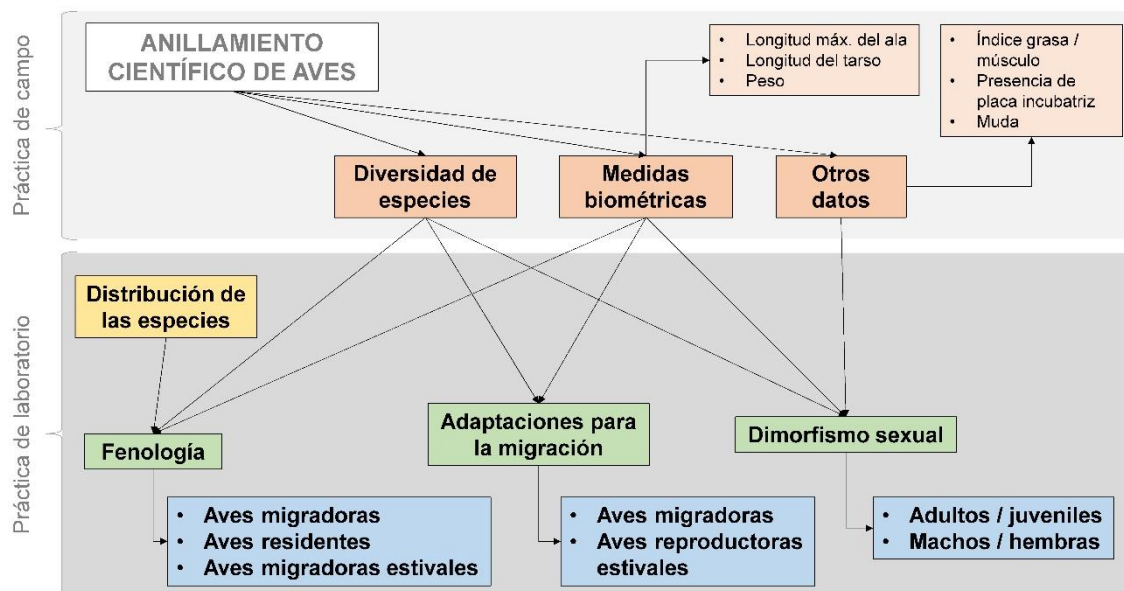 Práctica de campo
ANILLAMIENTO
CIENTÍFICO DE AVES
• Longitud máx. del ala
• Longitud del tarso
• Peso
• Índice grasa /
músculo
• Presencia de
placa incubatriz
• Muda
Diversidad de
especies
Medidas
biométricas
Otros
datos
Práctica de laboratorio
Distribución de
las especies
Fenología
Adaptaciones para
la migración
Dimorfismo sexual
• Aves migradoras
• Aves residentes
• Aves migradoras estivales
• Aves migradoras
• Aves reproductoras
estivales
• Adultos / juveniles
• Machos / hembras